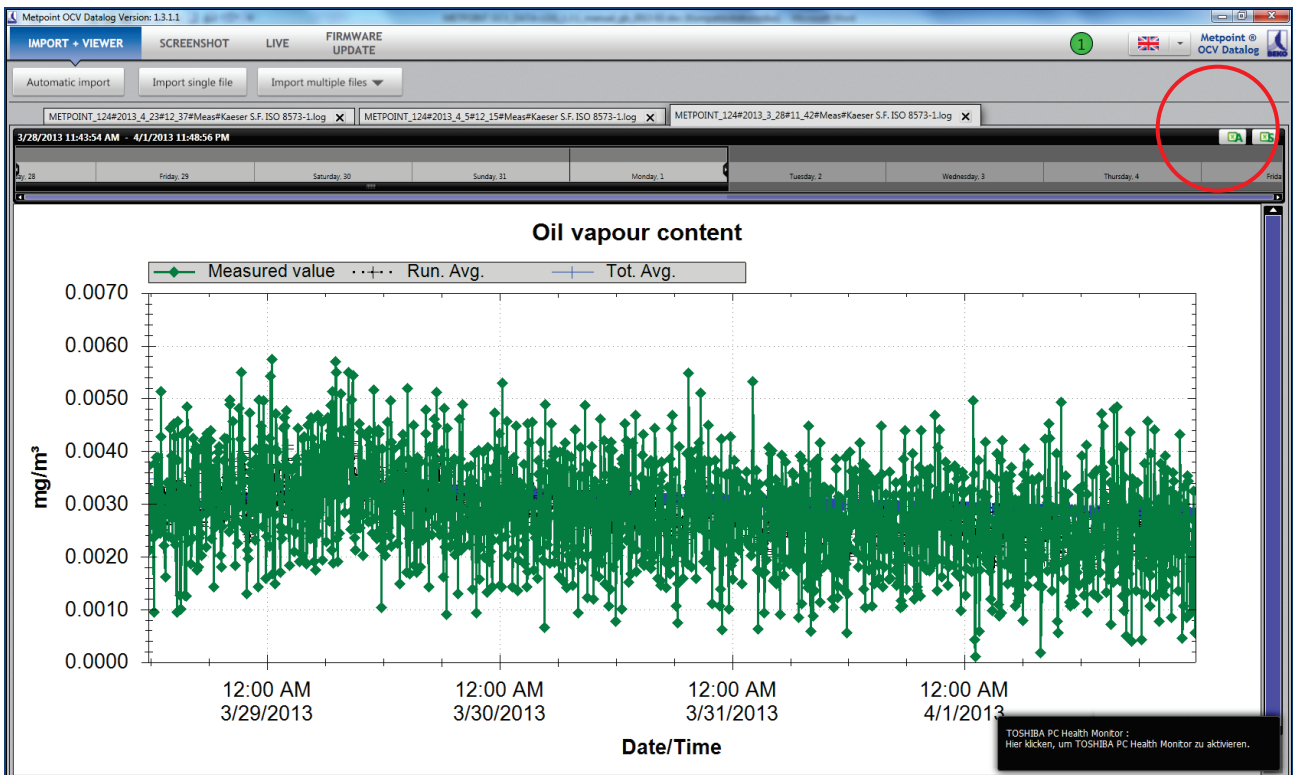 Metpoint OCV Datalog Version: 1.3.1.1
IMPORT + VIEWER
SCREENSHOT
LIVE
FIRMWARE
UPDATE
1
Metpoint ®
OCV Datalog
BEKO
Automatic import
Import single file
Import multiple files
METPOINT_124#2013_4_23#12_37#Meas#Kaeser S.F. ISO 8573-1.log X
METPOINT_124#2013_4_5#12_15#Meas#Kaeser S.F. ISO 8573-1.log X
METPOINT_124#2013_3_28#11_42#Meas#Kaeser S.F. ISO 8573-1.log X
3/28/2013 11:43:54 AM - 4/1/2013 11:48:56 PM
A
S
ay, 28
Friday, 29
Saturday, 30
Sunday, 31
Monday, 1
Tuesday, 2
Wednesday, 3
Thursday, 4
Frida
Oil vapour content
Measured value
Run. Avg.
Tot. Avg.
0.0070
0.0060
0.0050
0.0040
0.0030
0.0020
0.0010
0.0000
mg/m³
12:00 AM
3/29/2013
12:00 AM
3/30/2013
12:00 AM
3/31/2013
12:00 AM
4/1/2013
Date/Time
TOSHIBA PC Health Monitor :
Hier klicken, um TOSHIBA PC Health Monitor zu aktivieren.